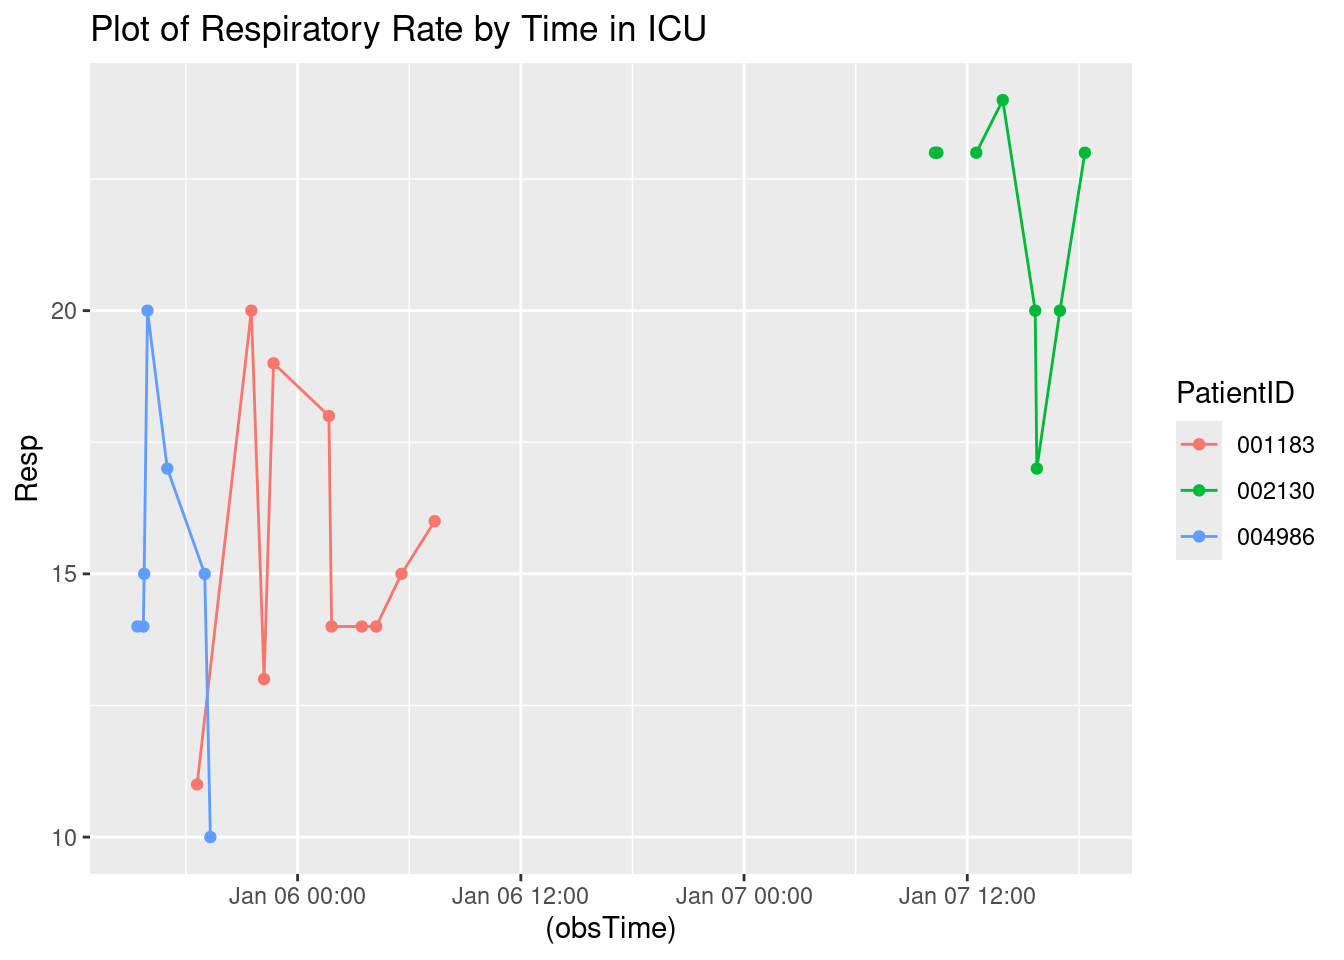 Plot of Respiratory Rate by Time in ICU
Resp
20
15
10
Jan 06 00:00 Jan 06 12:00 Jan 07 00:00 Jan 07 12:00
(obsTime)
PatientID
001183
002130
004986